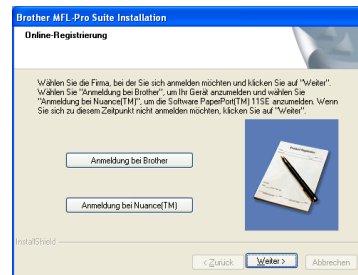 Brother MFL-Pro Suite Installation
Online-Registrierung
Wählen Sie die Firma, bei der Sie sich anmelden möchten und klicken Sie auf "Weiter".
Wählen Sie "Anmeldung bei Brother", um Ihr Gerät anzumelden und wählen Sie
"Anmeldung bei Nuance(TM)", um die Software PaperPort(TM) 11SE anzumelden. Wenn
Sie sich zu diesem Zeitpunkt nicht anmelden möchten, klicken Sie auf "Weiter".
Anmeldung bei Brother
Anmeldung bei Nuance(TM)
InstallShield
< Zurück
Weiter >
Abbrechen